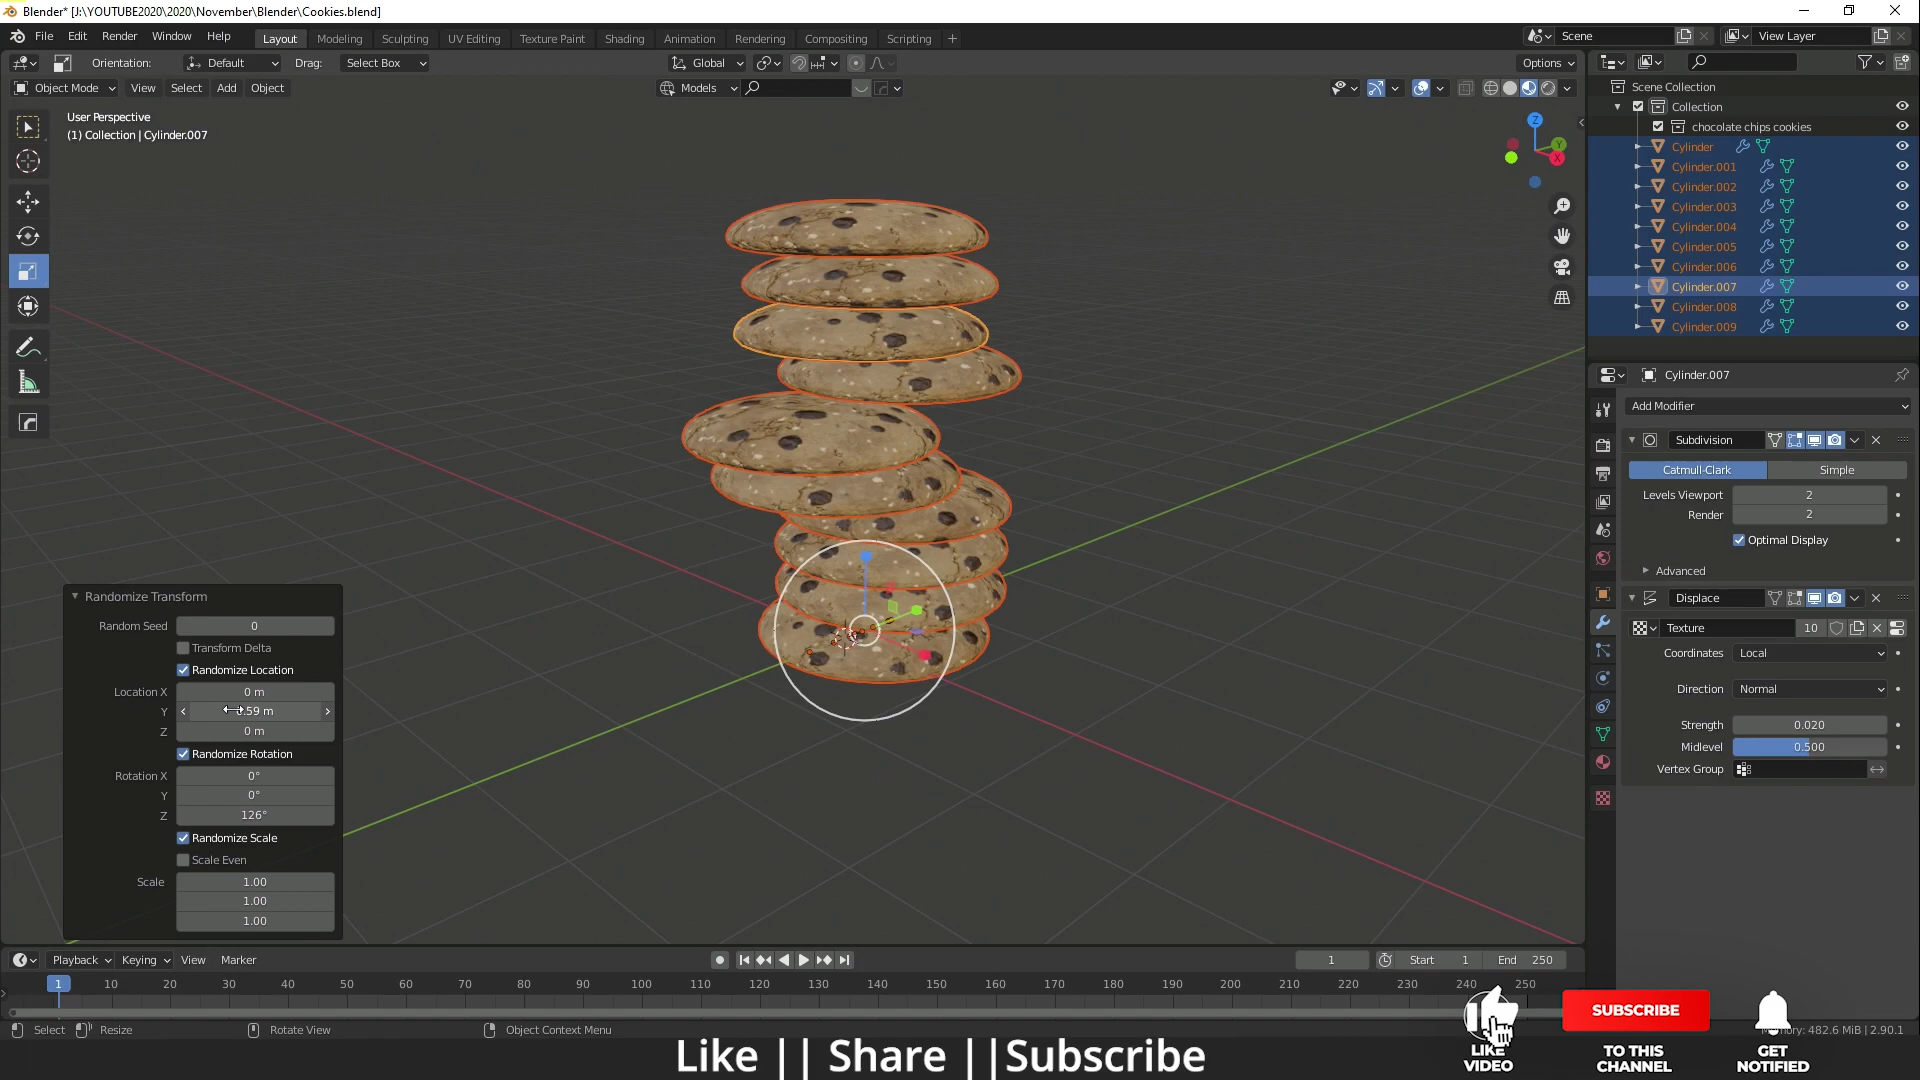 Blender* [J:\YOUTUBE2020\2020\November\Blender\Cookies.blend]
File Edit Render Window Help Layout Modeling Sculpting UV Editing Texture Paint Shading Animation Rendering Compositing Scripting + Scene View Layer
Orientation: Default Drag: Select Box Global Options
Object Mode View Select Add Object Models
User Perspective
(1) Collection | Cylinder.007
Z
Y
X
Scene Collection
Collection
chocolate chips cookies
Cylinder
Cylinder.001
Cylinder.002
Cylinder.003
Cylinder.004
Cylinder.005
Cylinder.006
Cylinder.007
Cylinder.008
Cylinder.009
Cylinder.007
Add Modifier
Subdivision
Catmull-Clark Simple
Levels Viewport 2
Render 2
Optimal Display
Advanced
Displace
Texture 10
Coordinates Local
Direction Normal
Strength 0.020
Midlevel 0.500
Vertex Group
Randomize Transform
Random Seed 0
Transform Delta
Randomize Location
Location X 0 m
Y .59 m
Z 0 m
Randomize Rotation
Rotation X 0°
Y 0°
Z 126°
Randomize Scale
Scale Even
Scale 1.00
1.00
1.00
Playback Keying View Marker 1 Start 1 End 250
1 10 20 30 40 50 60 70 80 90 100 110 120 130 140 150 160 170 180 190 200 210 220 230 240 250
Select Resize Rotate View Object Context Menu
mory: 482.6 MiB | 2.90.1
Like || Share ||Subscribe
LIKE
VIDEO
SUBSCRIBE
TO THIS
CHANNEL
GET
NOTIFIED